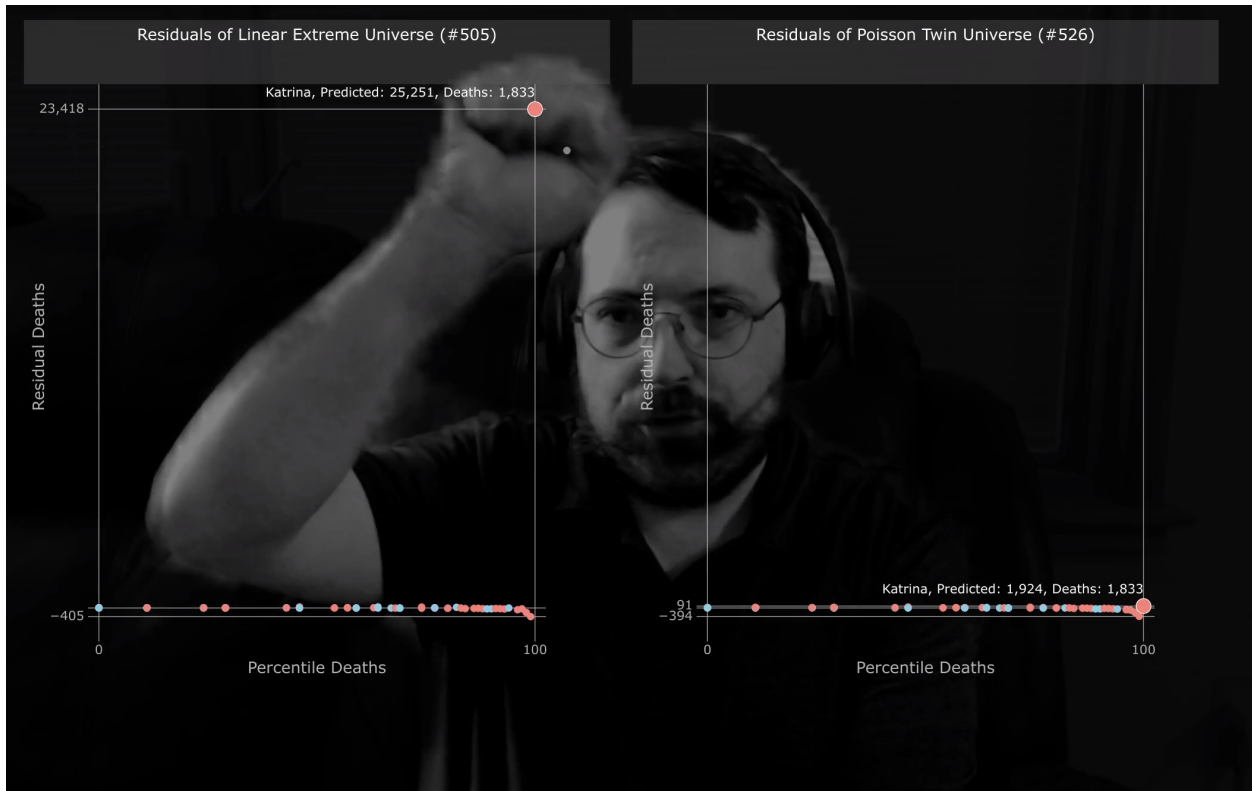 Residuals of Linear Extreme Universe (#505)
Residuals of Poisson Twin Universe (#526)
Katrina, Predicted: 25,251, Deaths: 1,833
23,418
Residual Deaths
Residual Deaths
Katrina, Predicted: 1,924, Deaths: 1,833
−405
91
−394
0
100
0
100
Percentile Deaths
Percentile Deaths